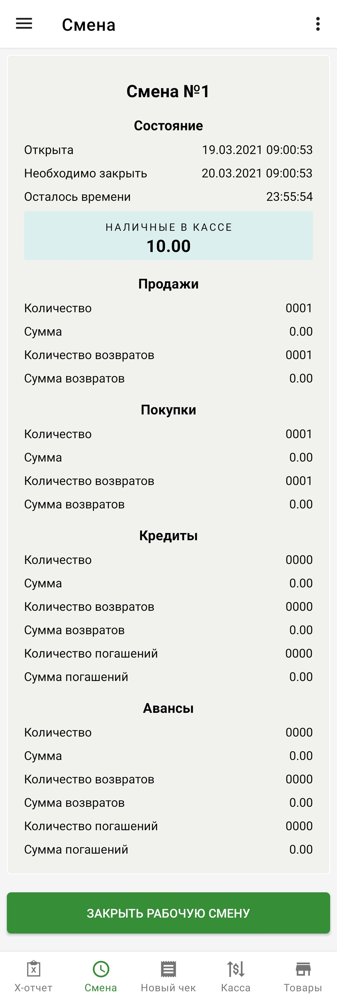 Смена
Смена №1
Состояние
Открыта 19.03.2021 09:00:53
Необходимо закрыть 20.03.2021 09:00:53
Осталось времени 23:55:54
НАЛИЧНЫЕ В КАССЕ
10.00
Продажи
Количество 0001
Сумма 0.00
Количество возвратов 0001
Сумма возвратов 0.00
Покупки
Количество 0001
Сумма 0.00
Количество возвратов 0001
Сумма возвратов 0.00
Кредиты
Количество 0000
Сумма 0.00
Количество возвратов 0000
Сумма возвратов 0.00
Количество погашений 0000
Сумма погашений 0.00
Авансы
Количество 0000
Сумма 0.00
Количество возвратов 0000
Сумма возвратов 0.00
Количество погашений 0000
Сумма погашений 0.00
ЗАКРЫТЬ РАБОЧУЮ СМЕНУ
X-отчет Смена Новый чек Касса Товары